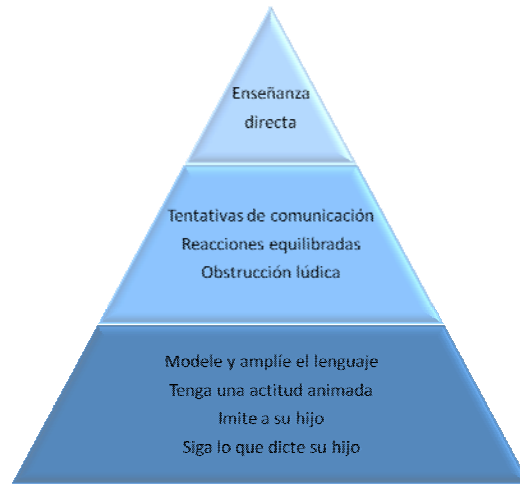 Enseñanza
directa
Tentativas de comunicación
Reacciones equilibradas
Obstrucción lúdica
Modele y amplíe el lenguaje
Tenga una actitud animada
Imite a su hijo
Siga lo que dicte su hijo